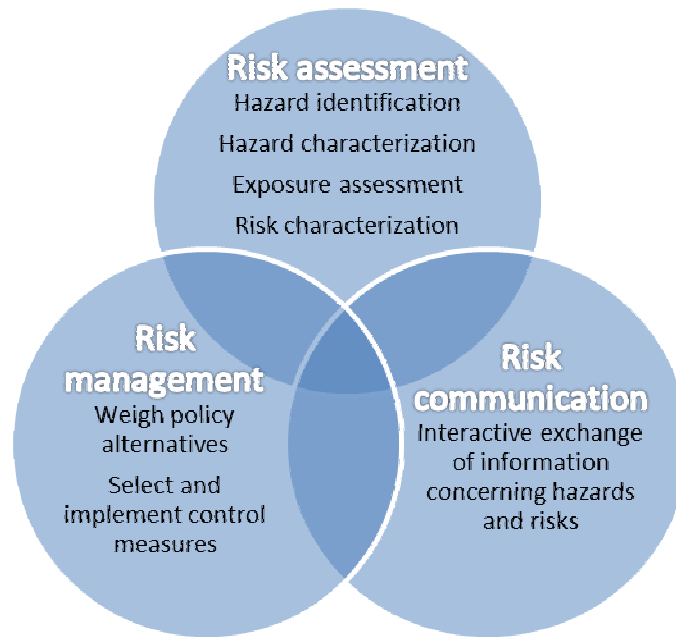 Risk assessment
Hazard identification
Hazard characterization
Exposure assessment
Risk characterization
Risk
management
Weigh policy
alternatives
Select and
implement control
measures
Risk
communication
Interactive exchange
of information
concerning hazards
and risks